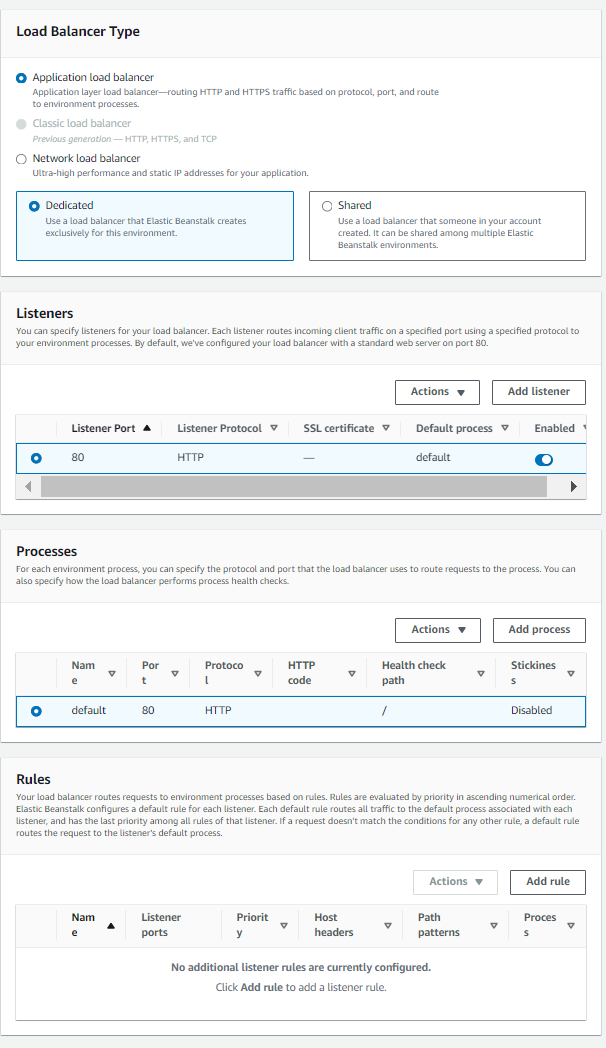 Load Balancer Type
Application load balancer
Application layer load balancer—routing HTTP and HTTPS traffic based on protocol, port, and route
to environment processes.
Classic load balancer
Previous generation — HTTP, HTTPS, and TCP
Network load balancer
Ultra-high performance and static IP addresses for your application.
Dedicated
Use a load balancer that Elastic Beanstalk creates
exclusively for this environment.
Shared
Use a load balancer that someone in your account
created. It can be shared among multiple Elastic
Beanstalk environments.
Listeners
You can specify listeners for your load balancer. Each listener routes incoming client traffic on a specified port using a specified protocol to
your environment processes. By default, we've configured your load balancer with a standard web server on port 80.
Actions Add listener
Listener Port Listener Protocol SSL certificate Default process Enabled
80 HTTP — default
Processes
For each environment process, you can specify the protocol and port that the load balancer uses to route requests to the process. You can
also specify how the load balancer performs process health checks.
Actions Add process
Nam Por Protoco HTTP Health check Stickines
e t l code path s
default 80 HTTP / Disabled
Rules
Your load balancer routes requests to environment processes based on rules. Rules are evaluated by priority in ascending numerical order.
Elastic Beanstalk configures a default rule for each listener. Each default rule routes all traffic to the default process associated with each
listener, and has the last priority among all rules of that listener. If a request doesn't match the conditions for any other rule, a default rule
routes the request to the listener's default process.
Actions Add rule
Nam Listener Priorit Host Path Proces
e ports y headers patterns s
No additional listener rules are currently configured.
Click Add rule to add a listener rule.